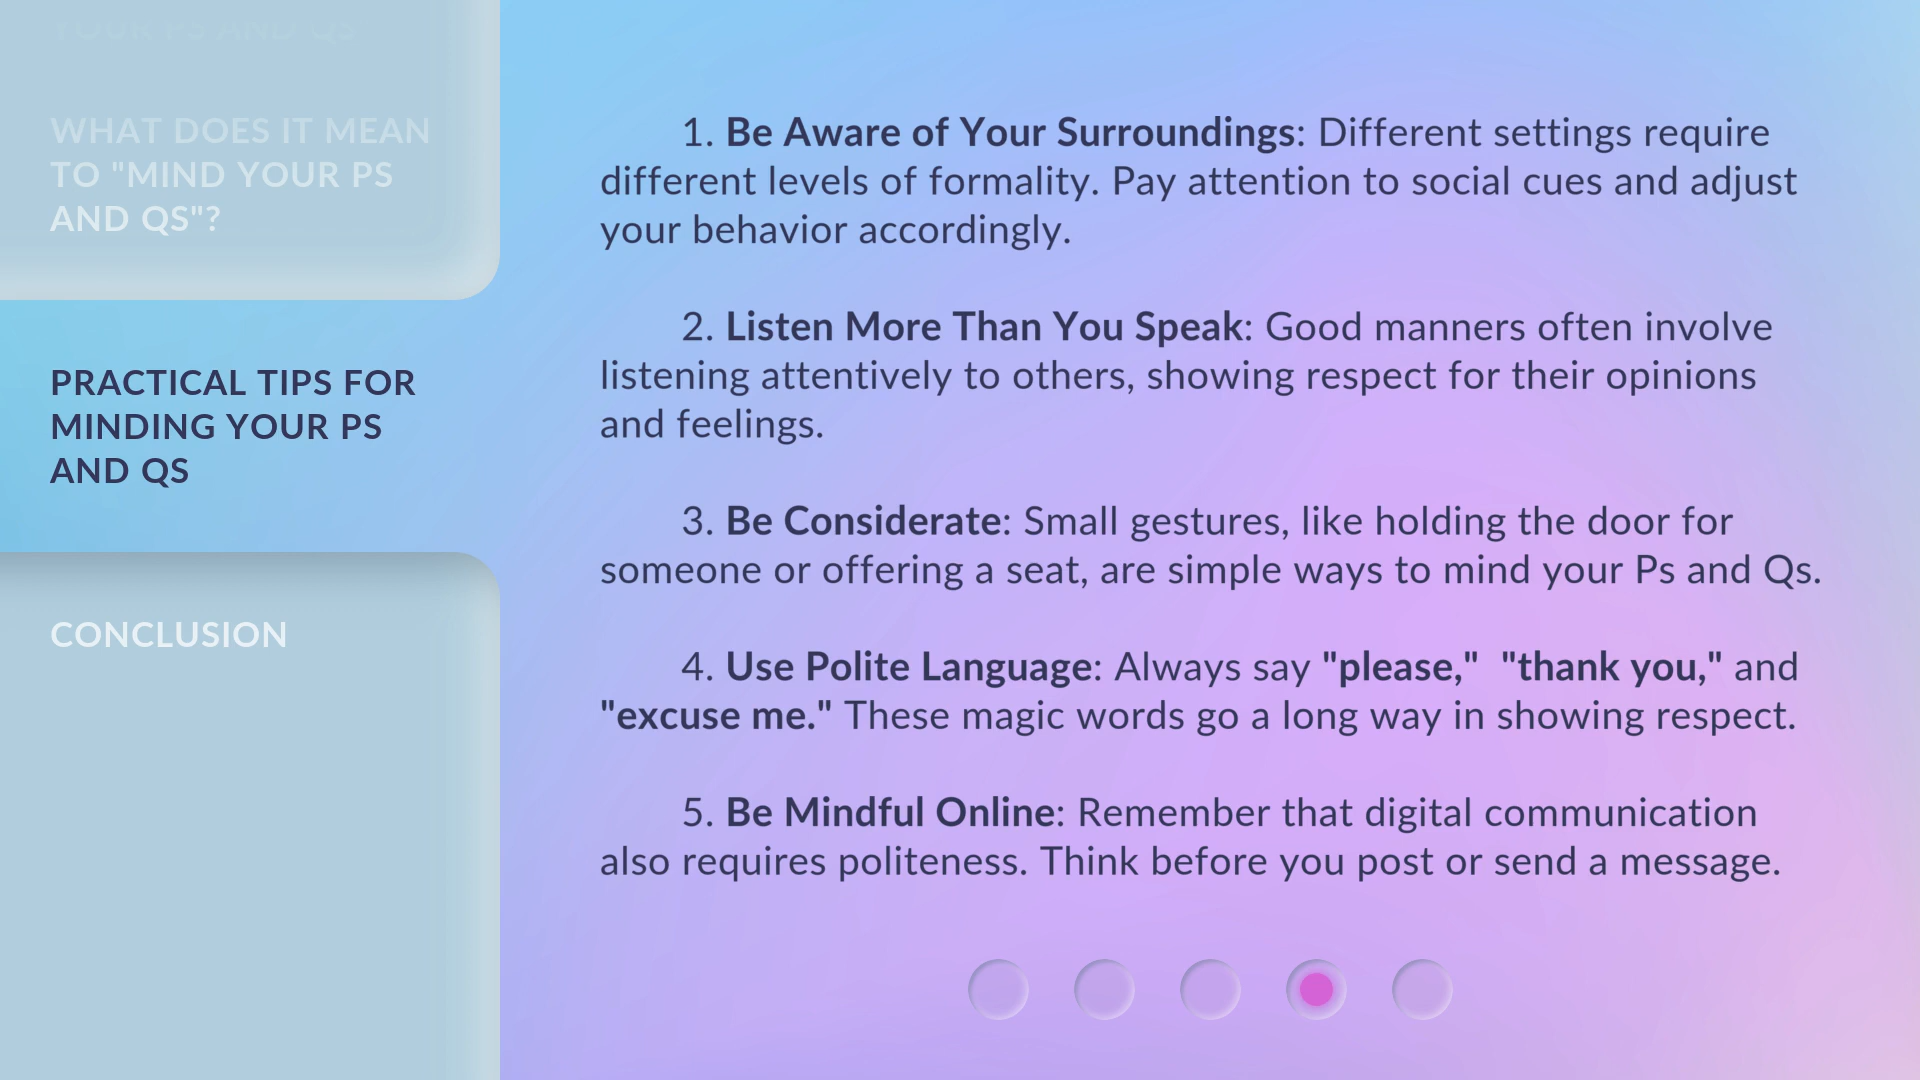 YOUR PS AND QS"
WHAT DOES IT MEAN
TO "MIND YOUR PS
AND QS"?
PRACTICAL TIPS FOR
MINDING YOUR PS
AND QS
CONCLUSION
1. Be Aware of Your Surroundings: Different settings require
different levels of formality. Pay attention to social cues and adjust
your behavior accordingly.
2. Listen More Than You Speak: Good manners often involve
listening attentively to others, showing respect for their opinions
and feelings.
3. Be Considerate: Small gestures, like holding the door for
someone or offering a seat, are simple ways to mind your Ps and Qs.
4. Use Polite Language: Always say "please," "thank you," and
"excuse me." These magic words go a long way in showing respect.
5. Be Mindful Online: Remember that digital communication
also requires politeness. Think before you post or send a message.